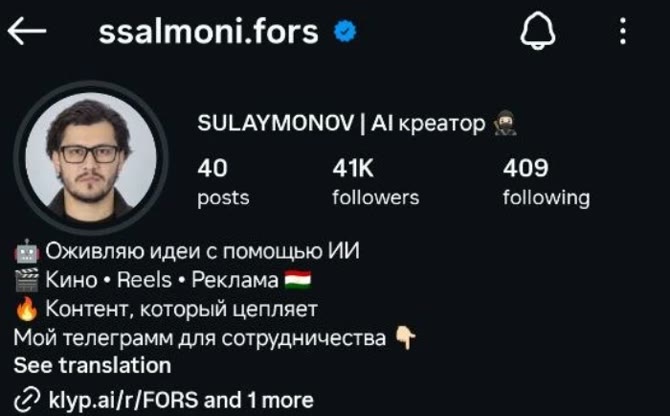 ssalmoni.fors
SULAYMONOV | AI креатор 🥷🏻
40 41K 409
posts followers following
🤖 Оживляю идеи с помощью ИИ
🎬 Кино • Reels • Реклама 🇹🇯
🔥 Контент, который цепляет
Мой телеграмм для сотрудничества 👇🏻
See translation
klyp.ai/r/FORS and 1 more